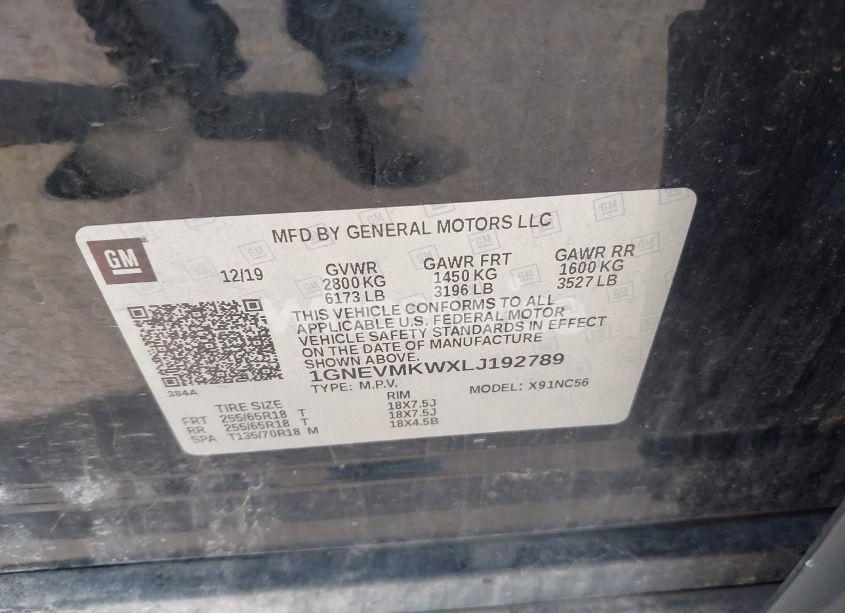 GM
MFD BY GENERAL MOTORS LLC
12/19
GVWR
2800 KG
6173 LB
GAWR FRT
1450 KG
3196 LB
GAWR RR
1600 KG
3527 LB
THIS VEHICLE CONFORMS TO ALL
APPLICABLE U.S. FEDERAL MOTOR
VEHICLE SAFETY STANDARDS IN EFFECT
ON THE DATE OF MANUFACTURE
SHOWN ABOVE.
1GNEVMKWXLJ192789
384A
TYPE: M.P.V. MODEL: X91NC56
TIRE SIZE RIM
FRT 255/65R18 T 18X7.5J
RR 255/65R18 T 18X7.5J
SPA T135/70R18 M 18X4.5B